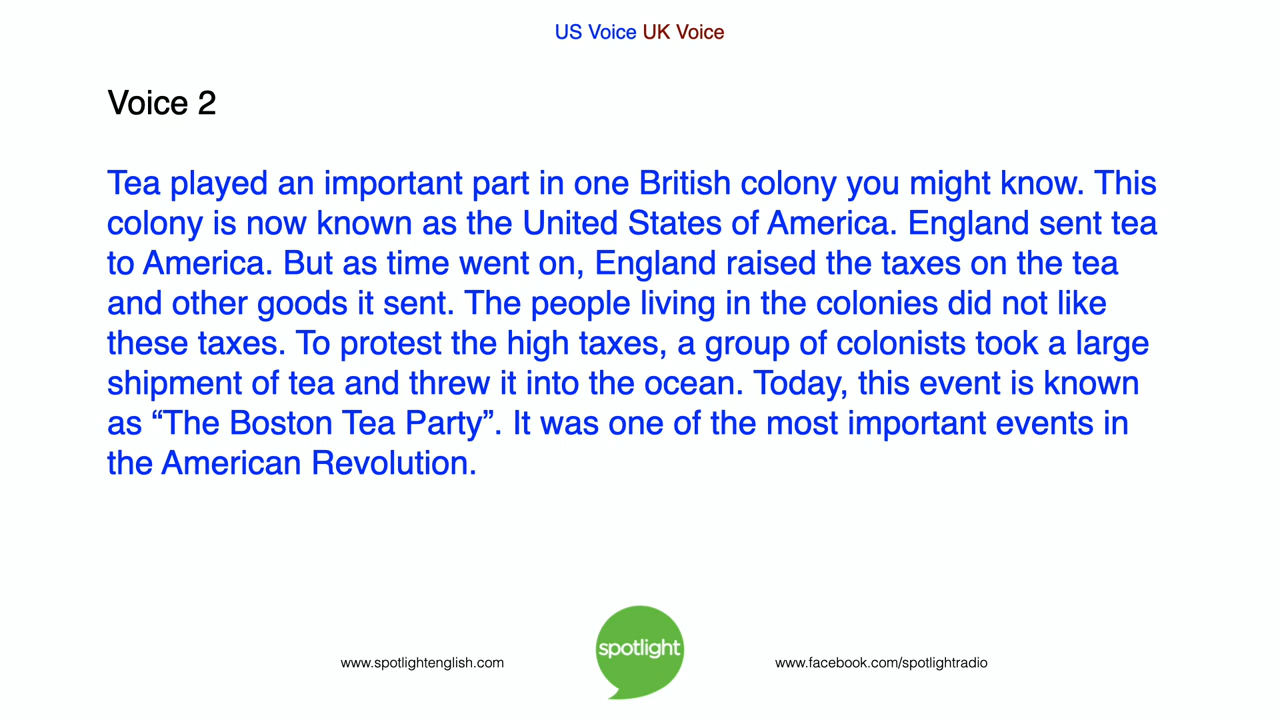 US Voice UK Voice
Voice 2
Tea played an important part in one British colony you might know. This
colony is now known as the United States of America. England sent tea
to America. But as time went on, England raised the taxes on the tea
and other goods it sent. The people living in the colonies did not like
these taxes. To protest the high taxes, a group of colonists took a large
shipment of tea and threw it into the ocean. Today, this event is known
as “The Boston Tea Party”. It was one of the most important events in
the American Revolution.
www.spotlightenglish.com
spotlight
www.facebook.com/spotlightradio